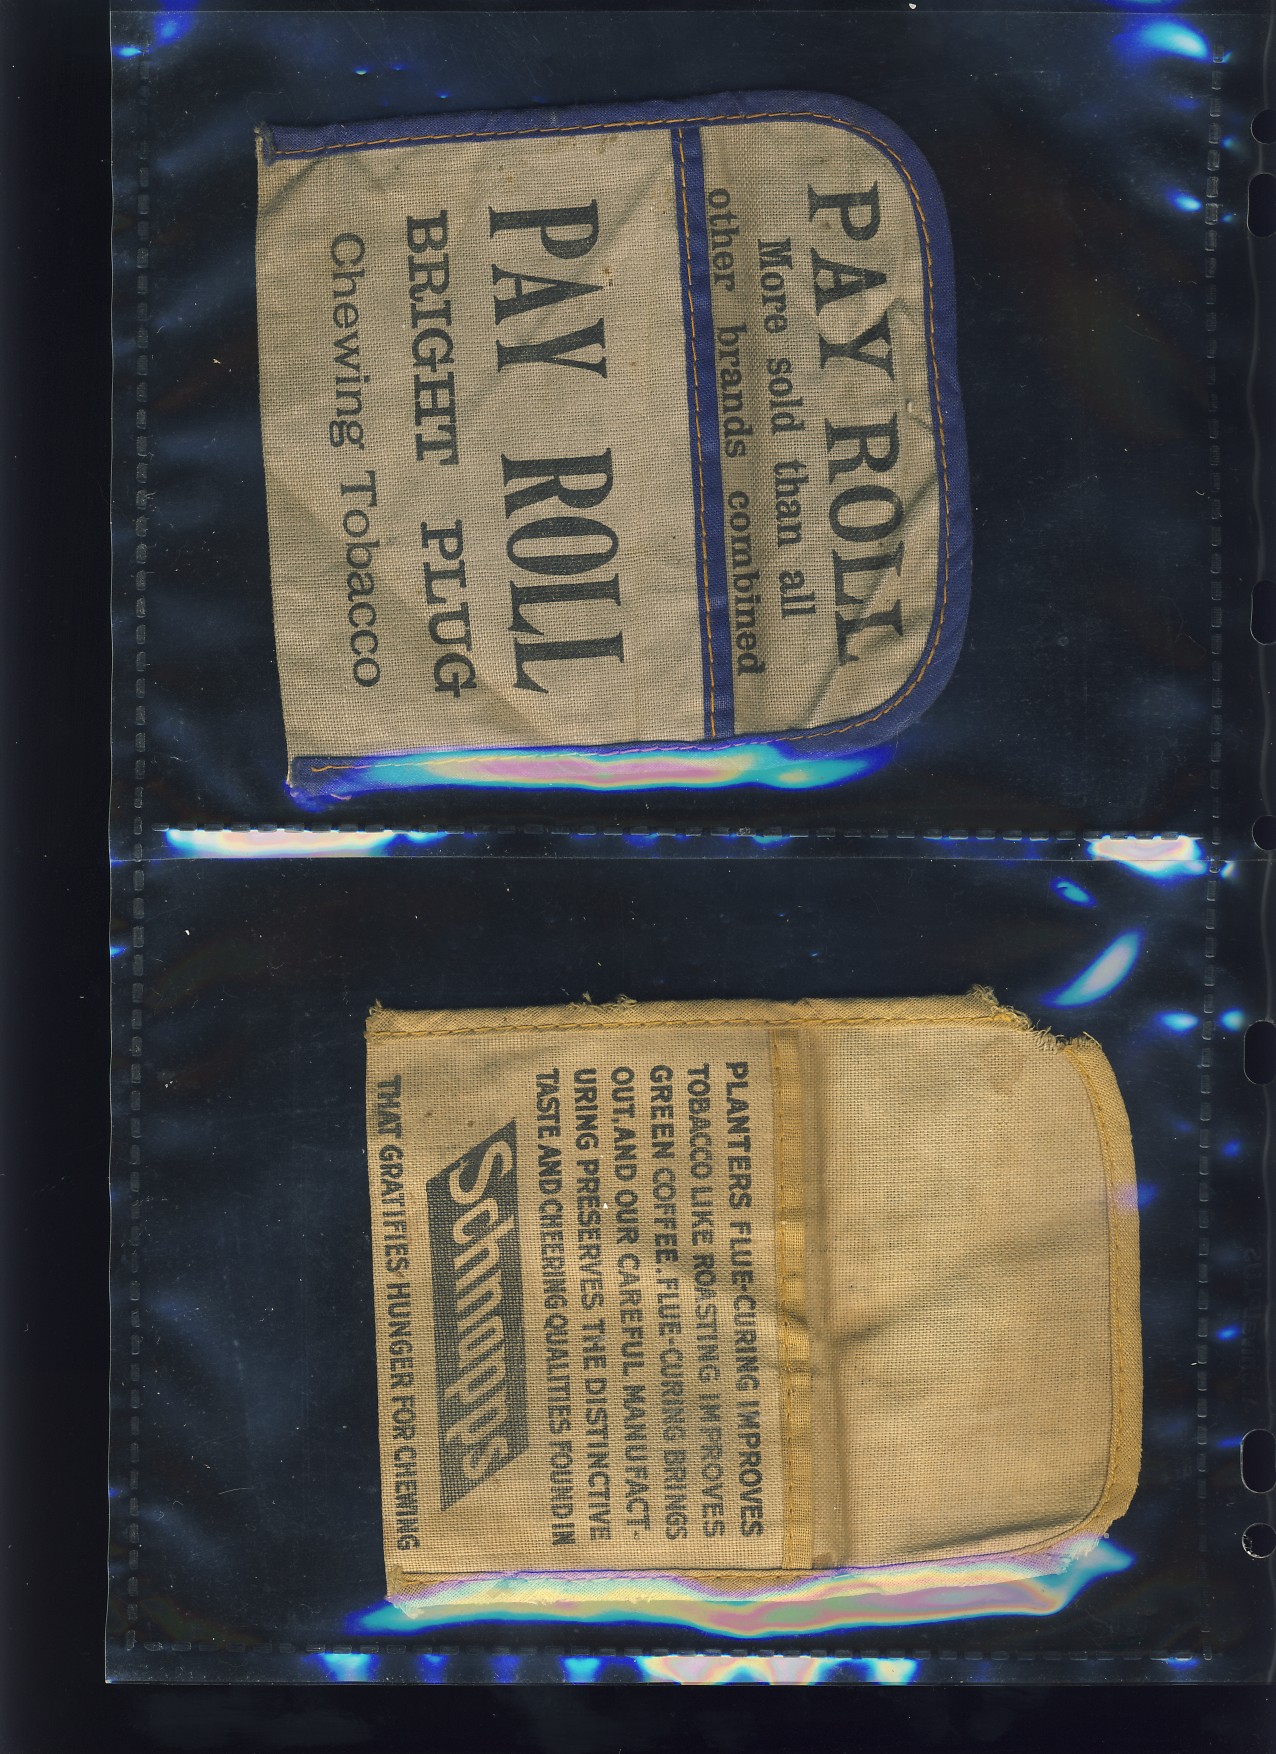 PAY ROLL
More sold than all
other brands combined
PAY ROLL
BRIGHT PLUG
Chewing Tobacco
PLANTERS FLUE-CURING IMPROVES
TOBACCO LIKE ROASTING IMPROVES
GREEN COFFEE. FLUE-CURING BRINGS
OUT, AND OUR CAREFUL MANUFACT-
URING PRESERVES THE DISTINCTIVE
TASTE AND CHEERING QUALITIES FOUND IN
Schnapps
THAT GRATIFIES HUNGER FOR CHEWING